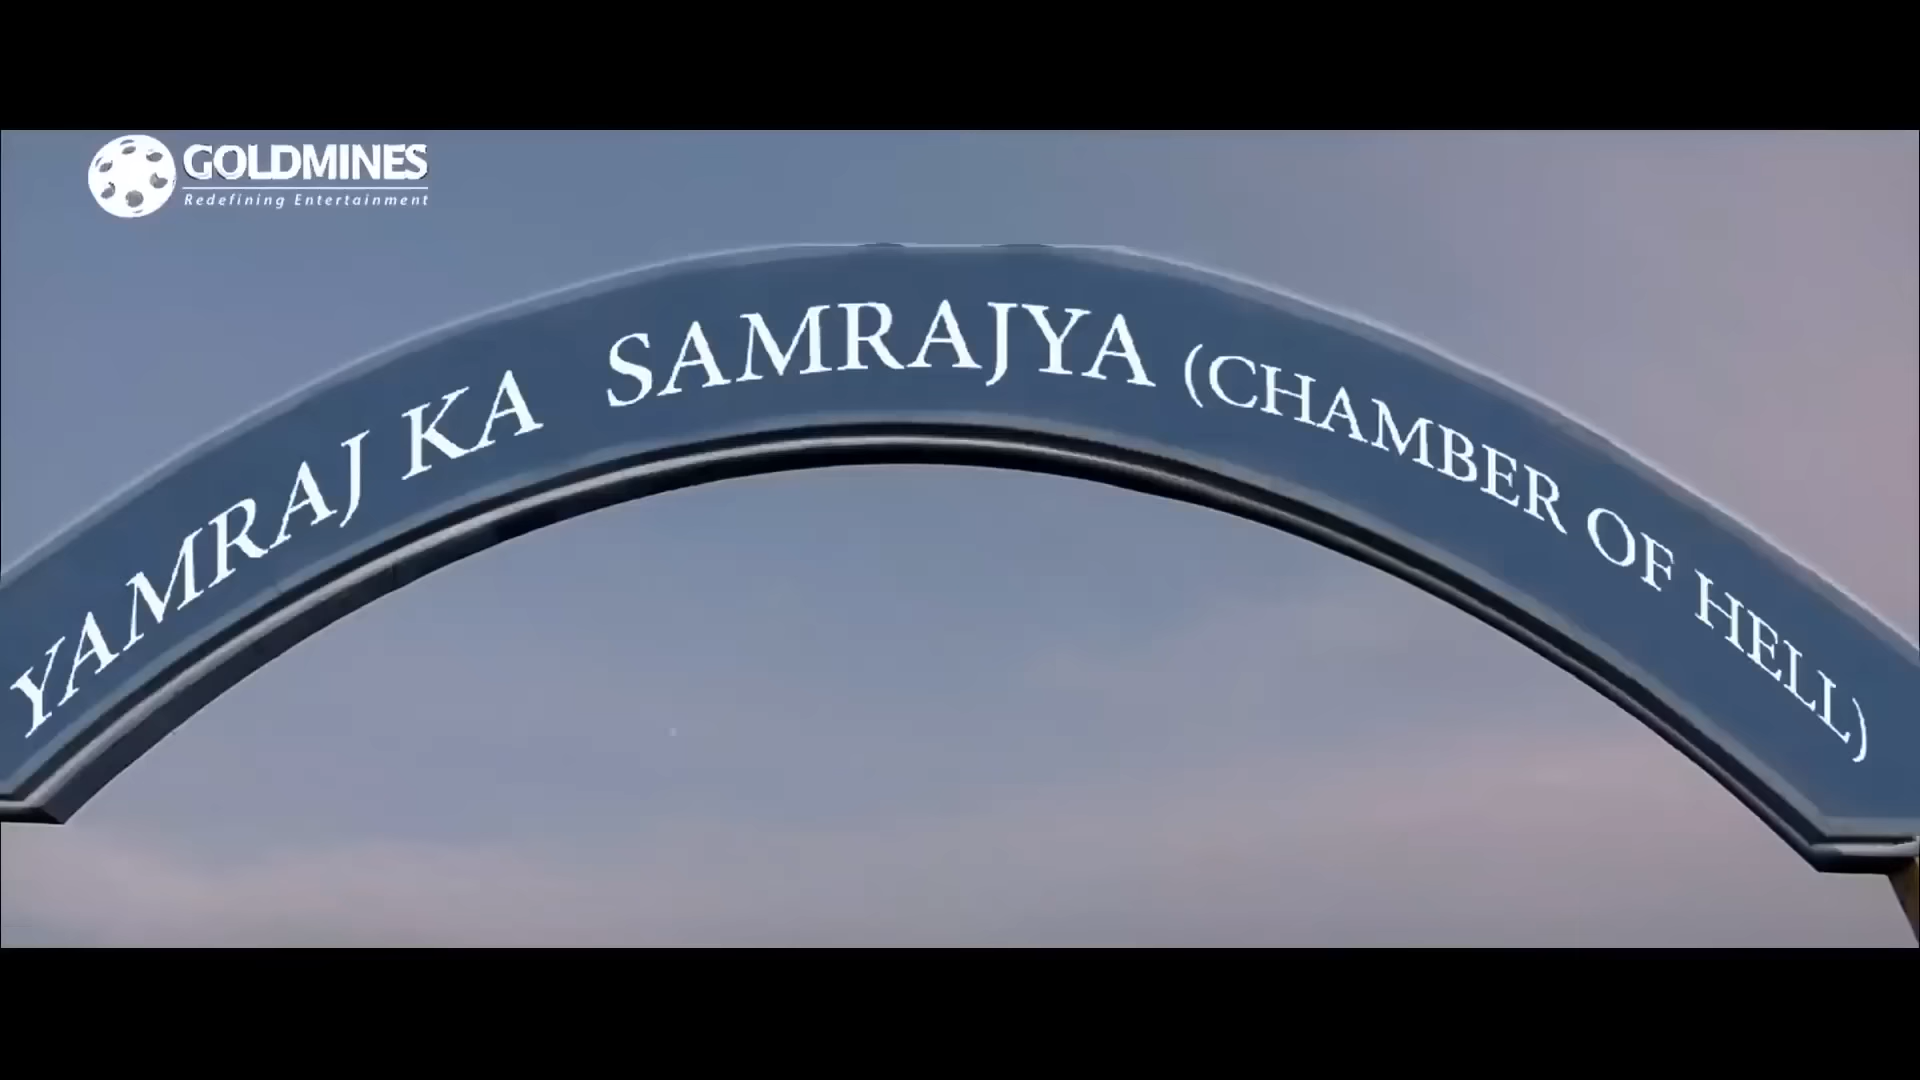 GOLDMINES
Redefining Entertainment
YAMRAJ KA SAMRAJYA (CHAMBER OF HELL)